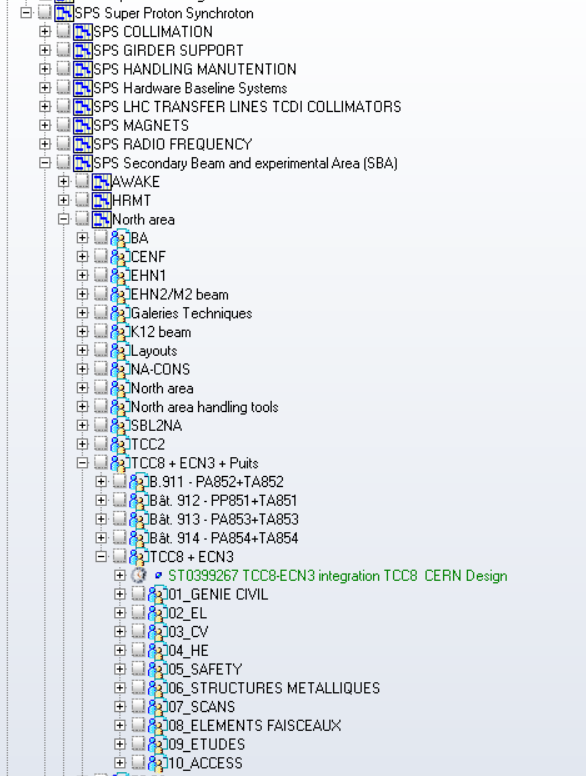 SPS Super Proton Synchroton
SPS COLLIMATION
SPS GIRDER SUPPORT
SPS HANDLING MANUTENTION
SPS Hardware Baseline Systems
SPS LHC TRANSFER LINES TCDI COLLIMATORS
SPS MAGNETS
SPS RADIO FREQUENCY
SPS Secondary Beam and experimental Area (SBA)
AWAKE
HRMT
North area
BA
CENF
EHN1
EHN2/M2 beam
Galeries Techniques
K12 beam
Layouts
NA-CONS
North area
North area handling tools
SBL2NA
TCC2
TCC8 + ECN3 + Puits
B.911 - PA852+TA852
Bât. 912 - PP851+TA851
Bât. 913 - PA853+TA853
Bât. 914 - PA854+TA854
TCC8 + ECN3
ST0399267 TCC8-ECN3 integration TCC8 CERN Design
01_GENIE CIVIL
02_EL
03_CV
04_HE
05_SAFETY
06_STRUCTURES METALLIQUES
07_SCANS
08_ELEMENTS FAISCEAUX
09_ETUDES
10_ACCESS